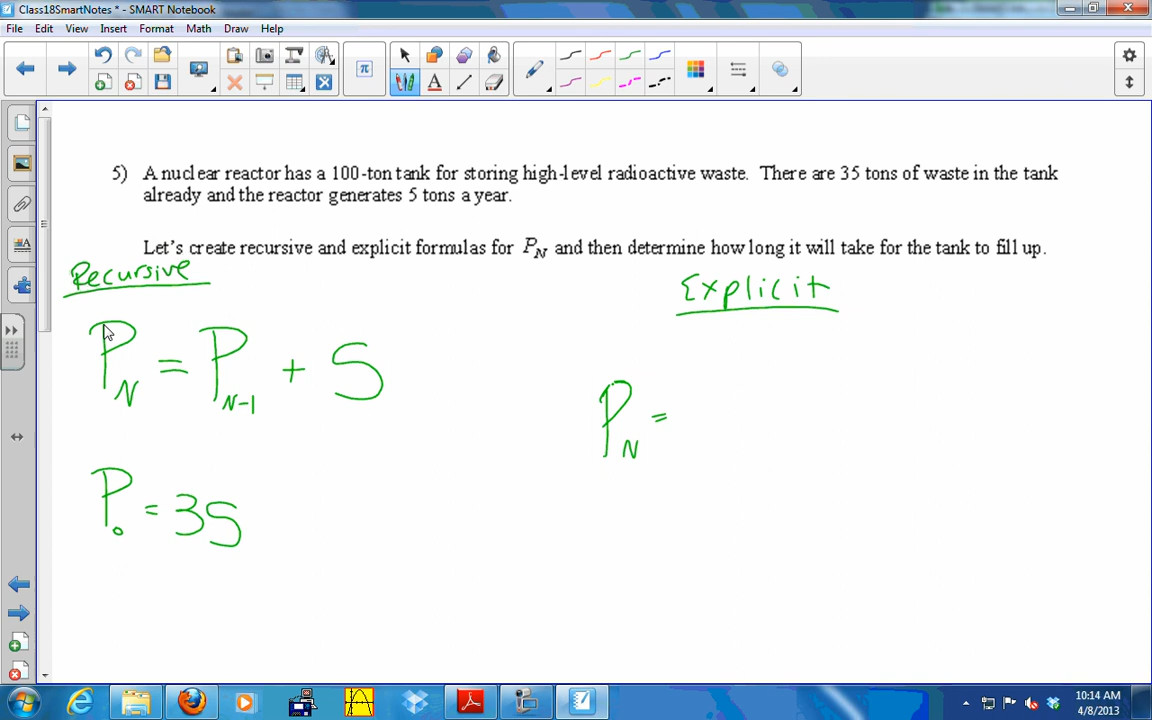 Class18SmartNotes * - SMART Notebook
File Edit View Insert Format Math Draw Help
π
A
5) A nuclear reactor has a 100-ton tank for storing high-level radioactive waste. There are 35 tons of waste in the tank
already and the reactor generates 5 tons a year.
Let's create recursive and explicit formulas for P_N and then determine how long it will take for the tank to fill up.
Recursive
Explicit
P_N = P_N-1 + 5
P_N =
P_0 = 35
10:14 AM
4/8/2013